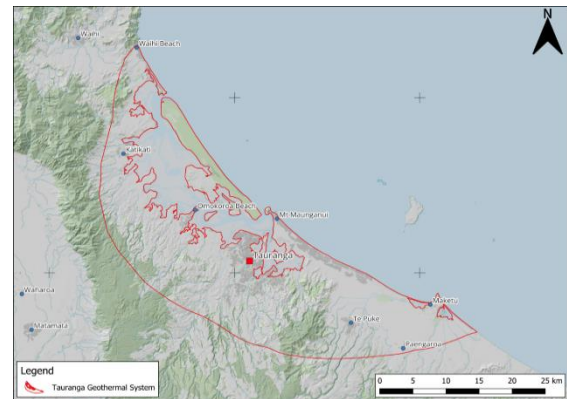 N
Waihi
Waihi Beach
Katikati
Omokoroa Beach
Mt Maunganui
Tauranga
Maketu
Waharoa
Te Puke
Matamata
Paengaroa
Legend
Tauranga Geothermal System
0 5 10 15 20 25 km